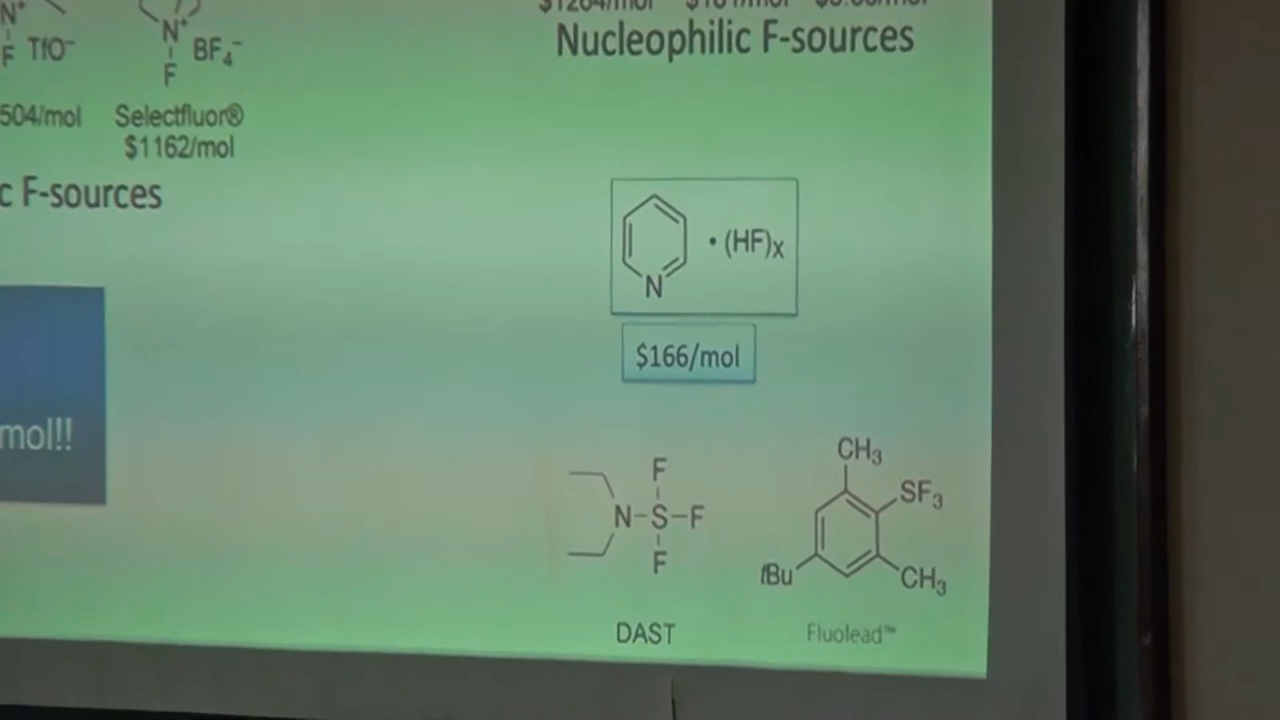 Nucleophilic F-sources
N+
F TfO⁻
N+
BF₄⁻
F
504/mol
Selectfluor®
$1162/mol
c F-sources
N
• (HF)x
$166/mol
mol!!
F
N-S-F
F
DAST
CH₃
SF₃
tBu
CH₃
Fluolead™